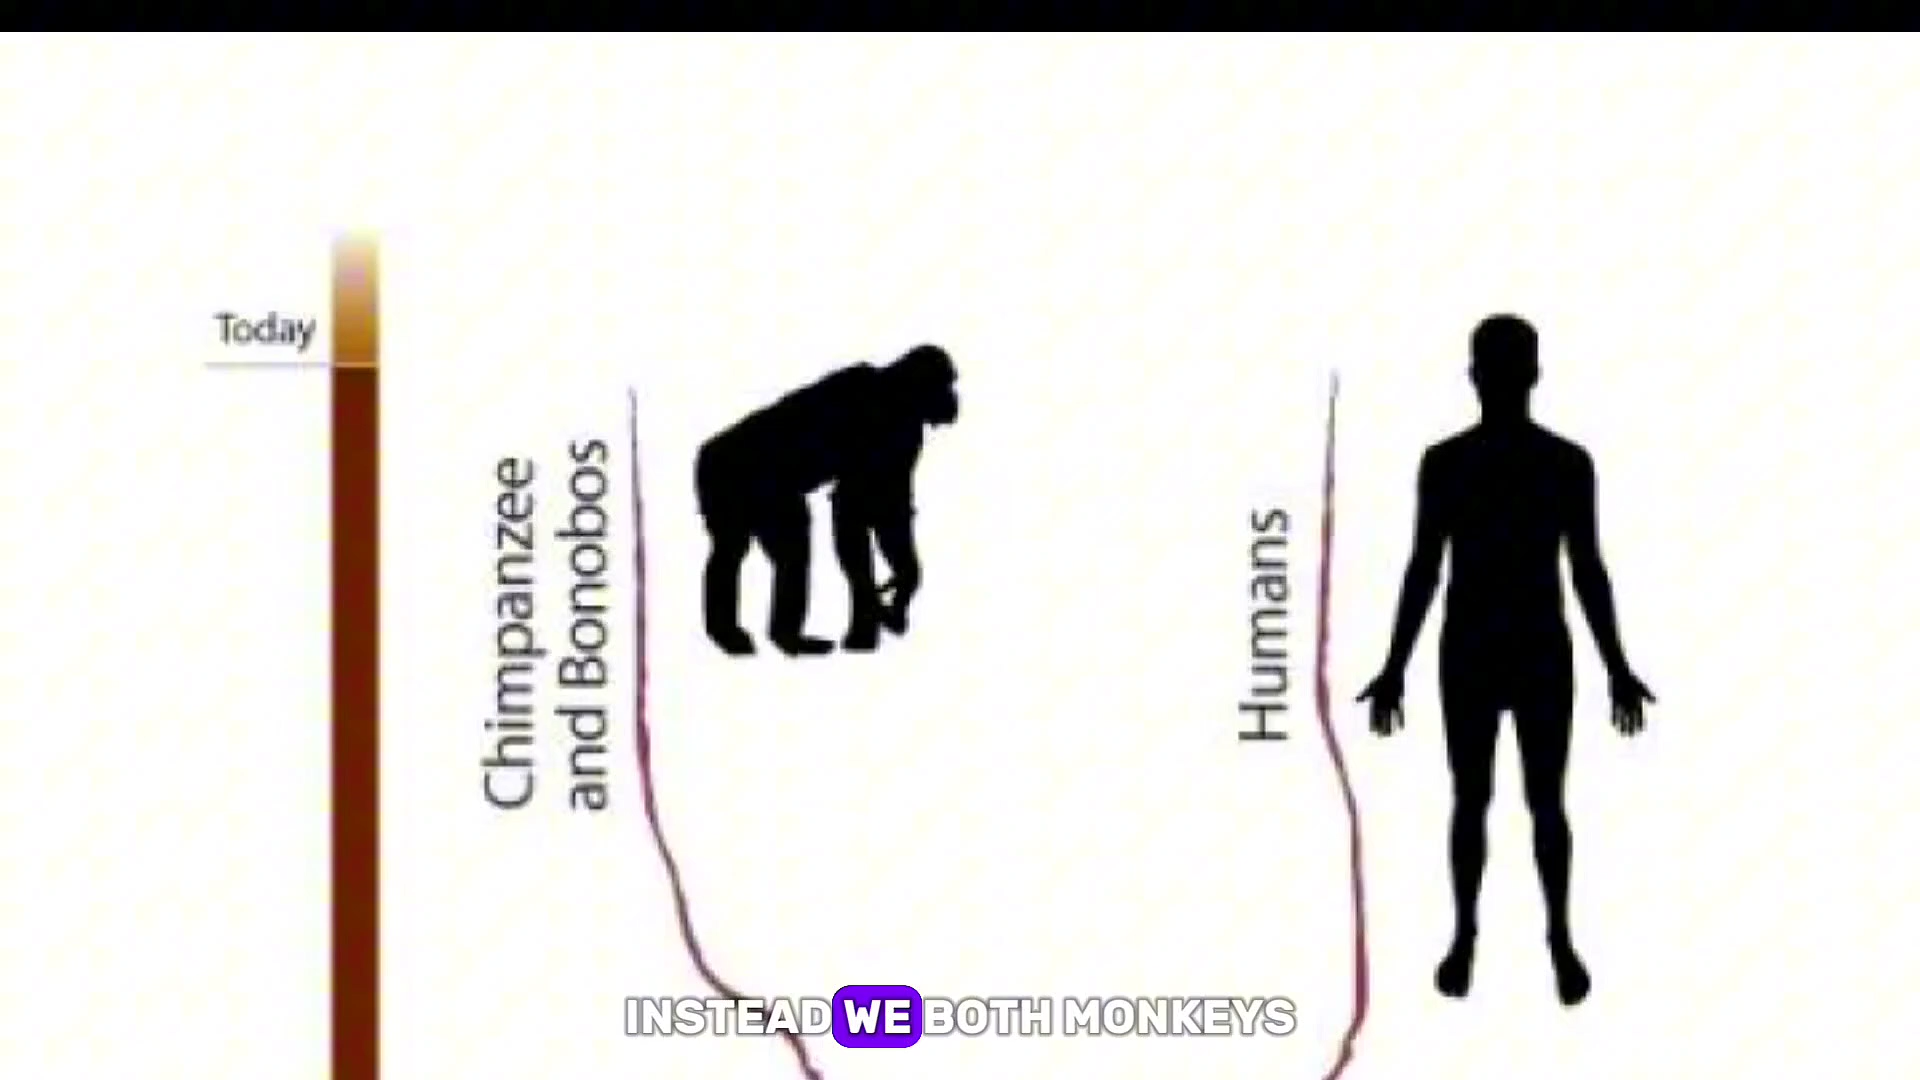 Today
Chimpanzee
and Bonobos
Humans
INSTEAD WE BOTH MONKEYS